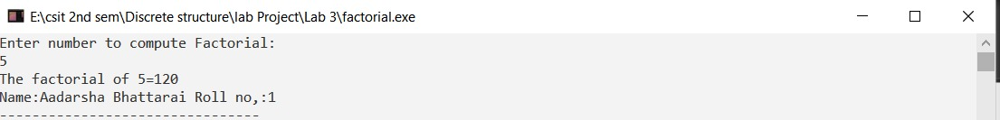 E:\csit 2nd sem\Discrete structure\lab Project\Lab 3\factorial.exe
Enter number to compute Factorial:
5
The factorial of 5=120
Name:Aadarsha Bhattarai Roll no,:1
--------------------------------